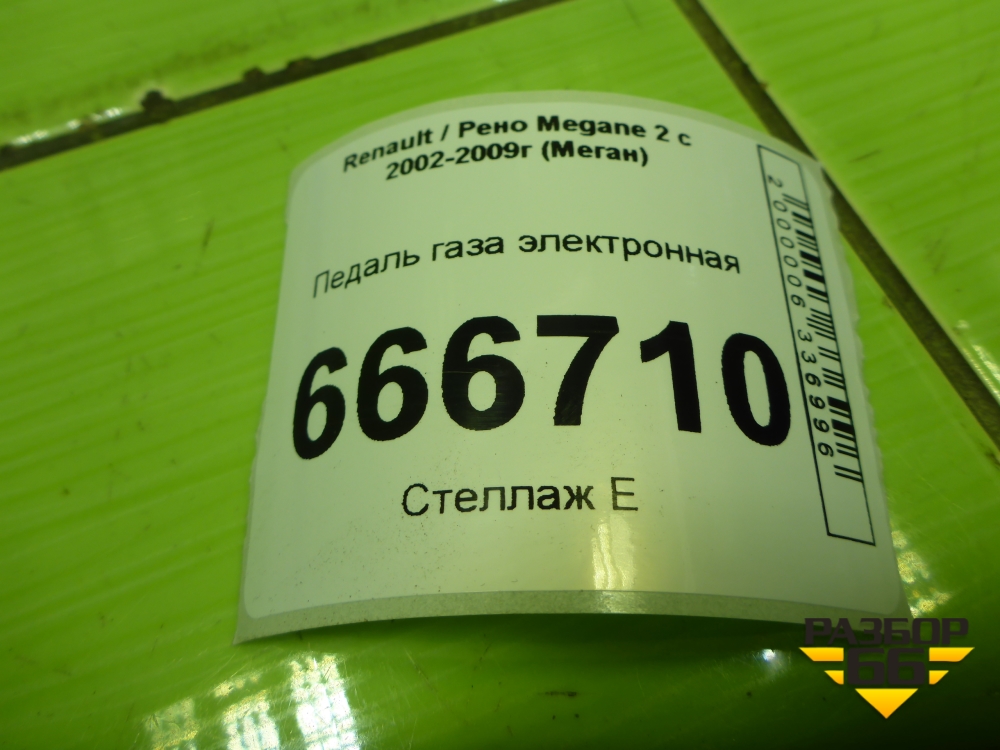 Renault / Рено Megane 2 с
2002-2009г (Меган)
Педаль газа электронная
666710
Стеллаж Е
2000006336996
РАЗБОР
66